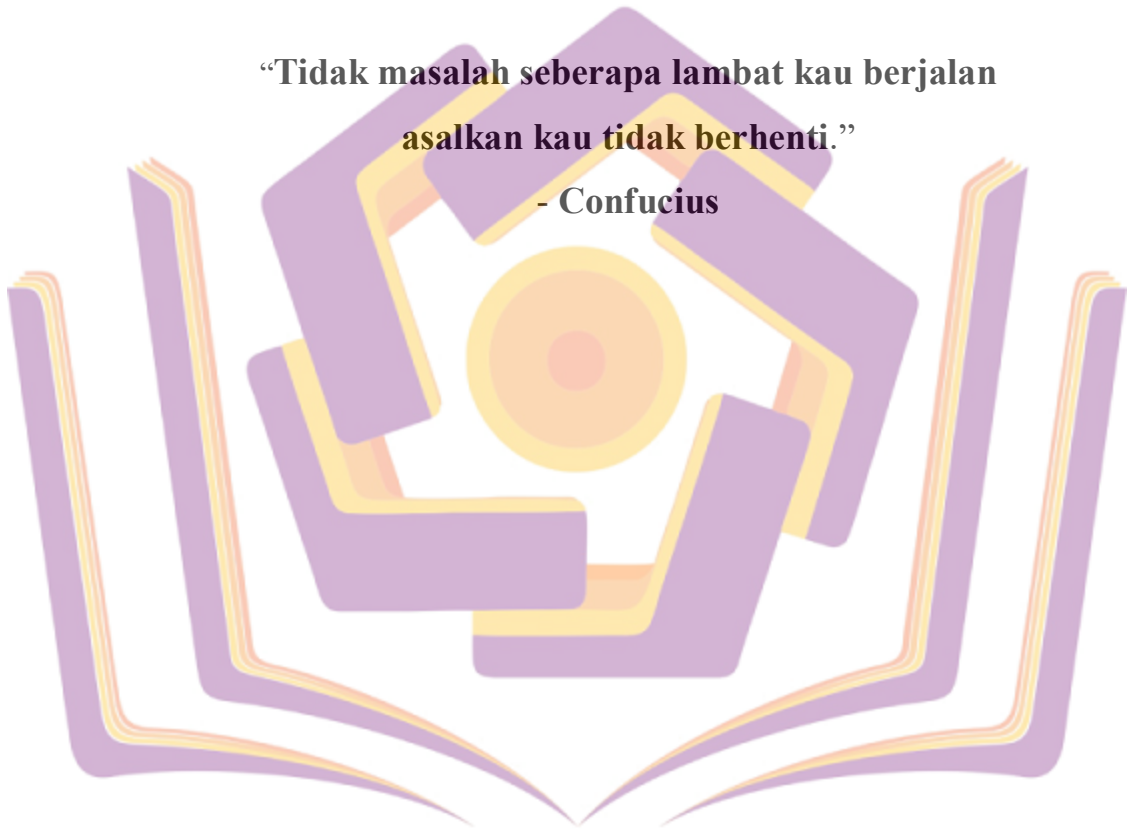 “Tidak masalah seberapa lambat kau berjalan
asalkan kau tidak berhenti.”
- Confucius